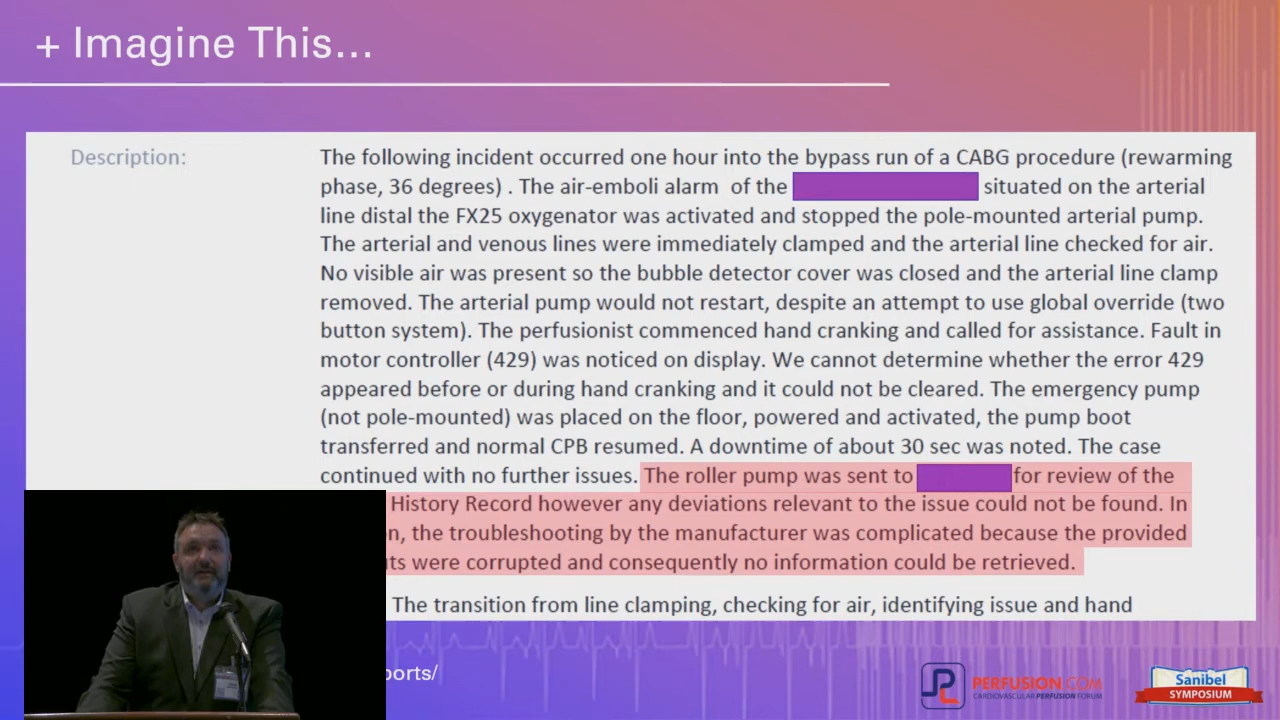 + Imagine This...
Description:
The following incident occurred one hour into the bypass run of a CABG procedure (rewarming
phase, 36 degrees) . The air-emboli alarm of the
situated on the arterial
line distal the FX25 oxygenator was activated and stopped the pole-mounted arterial pump.
The arterial and venous lines were immediately clamped and the arterial line checked for air.
No visible air was present so the bubble detector cover was closed and the arterial line clamp
removed. The arterial pump would not restart, despite an attempt to use global override (two
button system). The perfusionist commenced hand cranking and called for assistance. Fault in
motor controller (429) was noticed on display. We cannot determine whether the error 429
appeared before or during hand cranking and it could not be cleared. The emergency pump
(not pole-mounted) was placed on the floor, powered and activated, the pump boot
transferred and normal CPB resumed. A downtime of about 30 sec was noted. The case
continued with no further issues. The roller pump was sent to
for review of the
History Record however any deviations relevant to the issue could not be found. In
n, the troubleshooting by the manufacturer was complicated because the provided
ts were corrupted and consequently no information could be retrieved.
The transition from line clamping, checking for air, identifying issue and hand
ports/
PERFUSION.COM
CARDIOVASCULAR PERFUSION FORUM
Sanibel
SYMPOSIUM